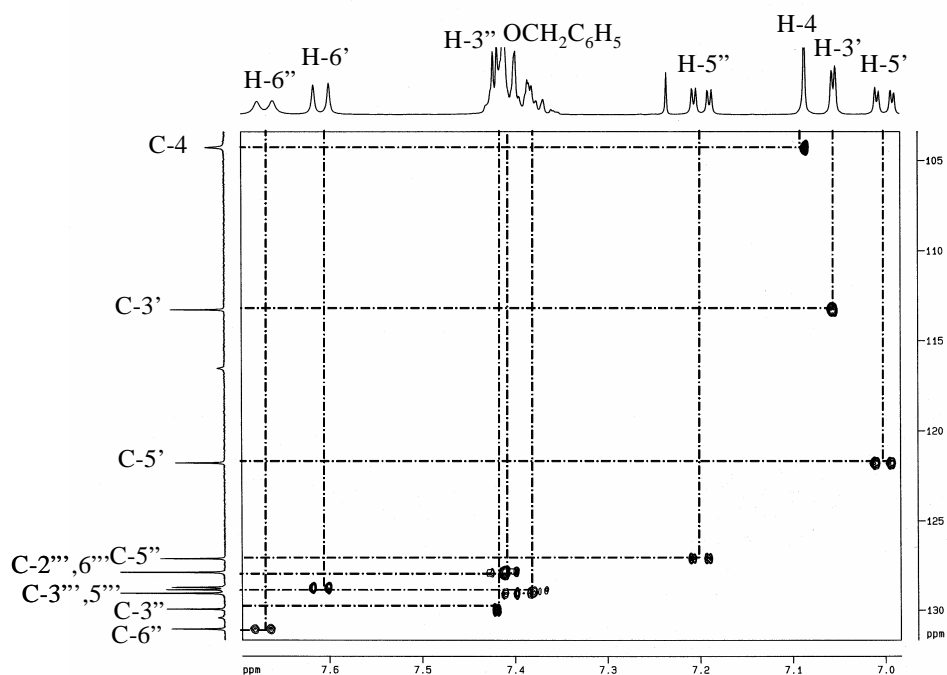 H-3” OCH2C6H5 H-4
H-6” H-6’ H-5” H-3’ H-5’
C-4
105
110
C-3’
115
120
C-5’
125
C-2”’,6”’ C-5”
C-3”’,5”’
C-3” 130
C-6” ppm
ppm 7.6 7.5 7.4 7.3 7.2 7.1 7.0